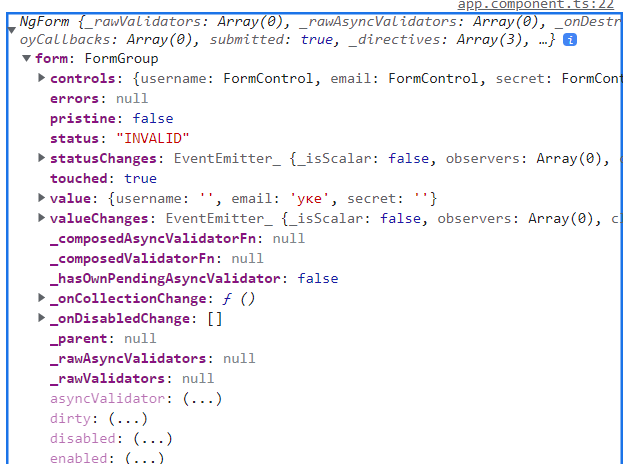 app.component.ts:22
NgForm {_rawValidators: Array(0), _rawAsyncValidators: Array(0), _onDestr
oyCallbacks: Array(0), submitted: true, _directives: Array(3), …}
form: FormGroup
controls: {username: FormControl, email: FormControl, secret: FormCont
errors: null
pristine: false
status: "INVALID"
statusChanges: EventEmitter_ {_isScalar: false, observers: Array(0),
touched: true
value: {username: '', email: 'уке', secret: ''}
valueChanges: EventEmitter_ {_isScalar: false, observers: Array(0), c
_composedAsyncValidatorFn: null
_composedValidatorFn: null
_hasOwnPendingAsyncValidator: false
_onCollectionChange: ƒ ()
_onDisabledChange: []
_parent: null
_rawAsyncValidators: null
_rawValidators: null
asyncValidator: (...)
dirty: (...)
disabled: (...)
enabled: (...)